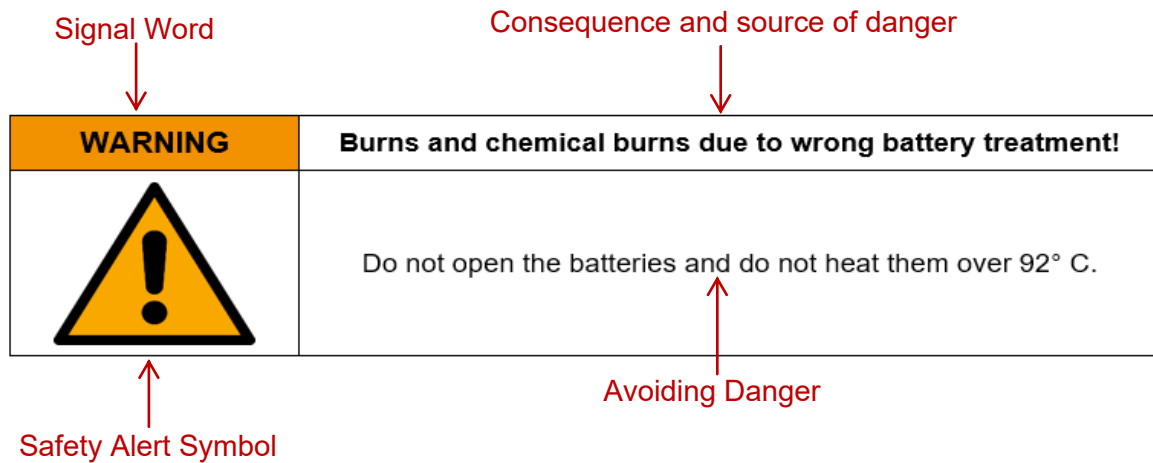 Signal Word
Consequence and source of danger
WARNING
Burns and chemical burns due to wrong battery treatment!
Do not open the batteries and do not heat them over 92° C.
Avoiding Danger
Safety Alert Symbol